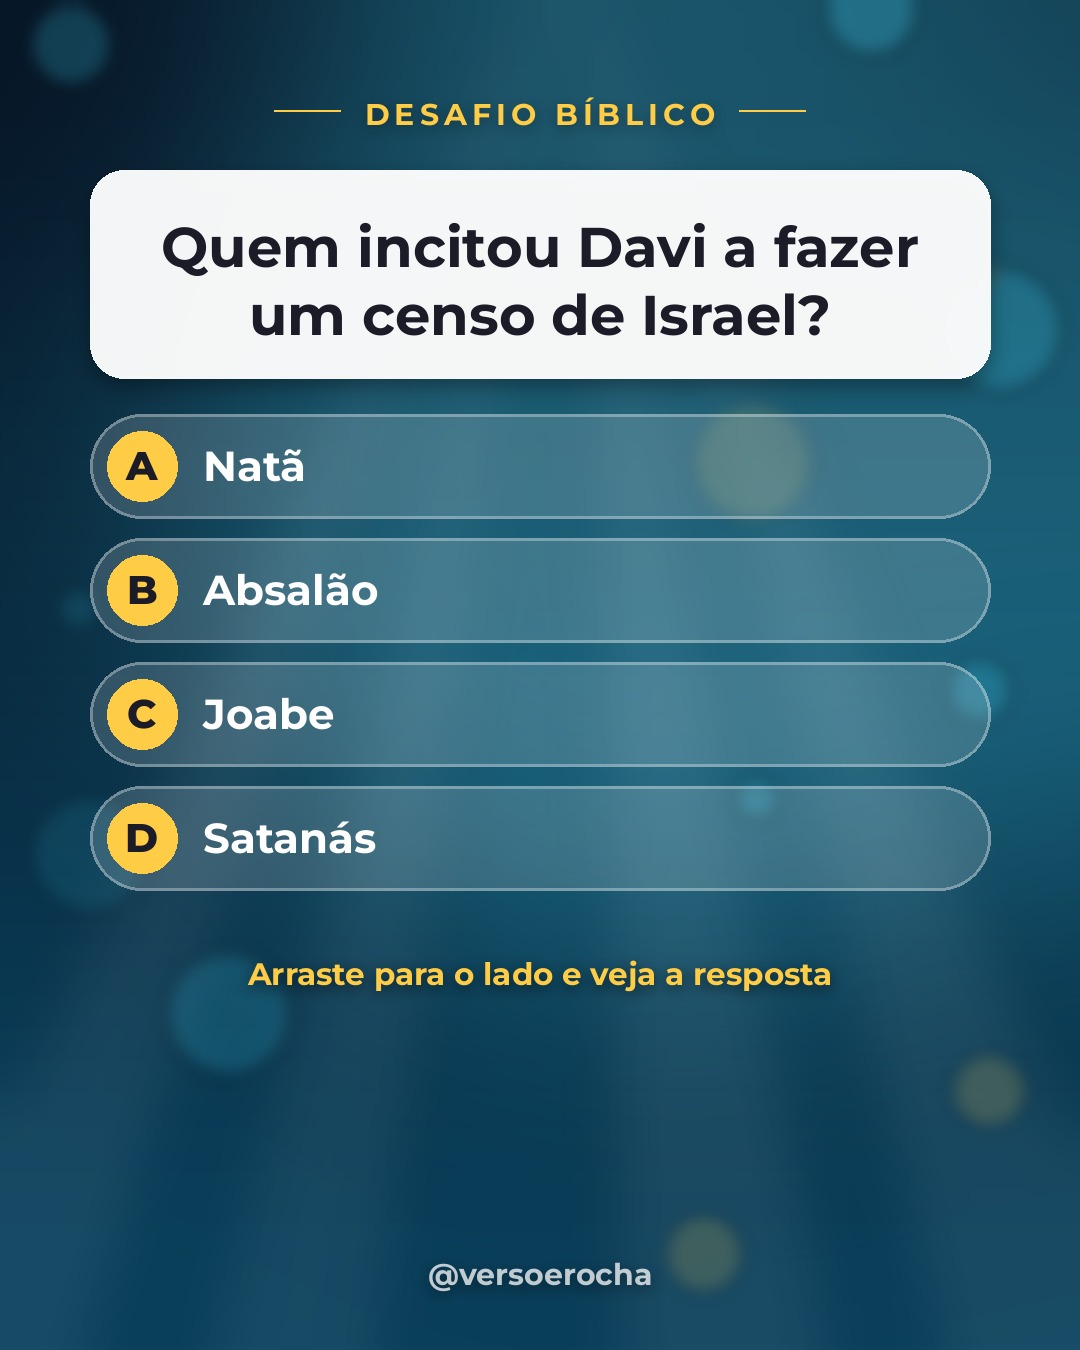 DESAFIO BÍBLICO
Quem incitou Davi a fazer
um censo de Israel?
A Natã
B Absalão
C Joabe
D Satanás
Arraste para o lado e veja a resposta
@versoerocha